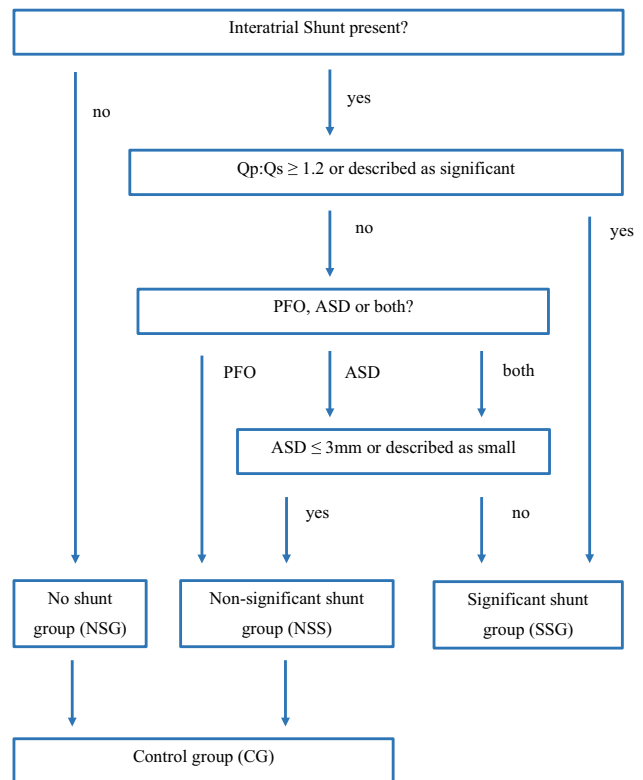 Interatrial Shunt present?
no
yes
Qp:Qs ≥ 1.2 or described as significant
no
yes
PFO, ASD or both?
PFO
ASD
both
ASD ≤ 3mm or described as small
yes
no
No shunt
group (NSG)
Non-significant shunt
group (NSS)
Significant shunt
group (SSG)
Control group (CG)